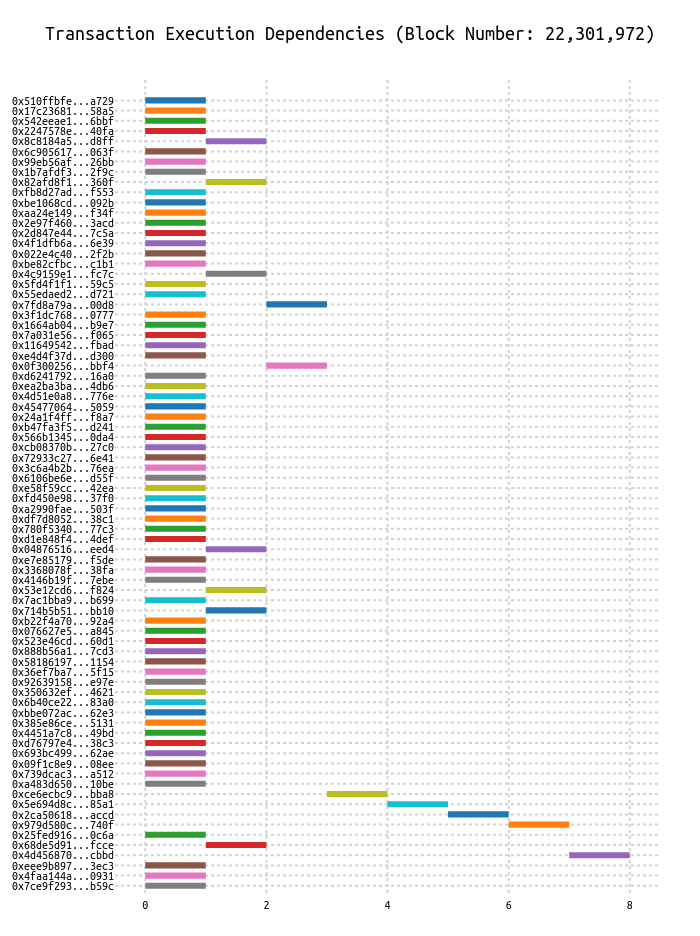 Transaction Execution Dependencies (Block Number: 22,301,972)
0x510ffbfe...a729
0x17c23681...58a5
0x542eeae1...6bbf
0x2247578e...40fa
0x8c8184a5...d8ff
0x6c905617...063f
0x99eb56af...26bb
0x1b7afdf3...2f9c
0x82afd8f1...360f
0xfb8d27ad...f553
0xbe1068cd...092b
0xaa24e149...f34f
0x2e97f460...3acd
0x2d847e44...7c5a
0x4f1dfb6a...6e39
0x022e4c40...2f2b
0xbe82cfbc...c1b1
0x4c9159e1...fc7c
0x5fd4f1f1...59c5
0x55edaed2...d721
0x7fd8a79a...00d8
0x3f1dc768...0777
0x1664ab04...b9e7
0x7a031e56...f065
0x11649542...fbad
0xe4d4f37d...d300
0x0f300256...bbf4
0xd6241792...16a0
0xea2ba3ba...4db6
0x4d51e0a8...776e
0x45477064...5059
0x24a1f4ff...f8a7
0xb47fa3f5...d241
0x566b1345...0da4
0xcb08370b...27c0
0x72933c27...6e41
0x3c6a4b2b...76ea
0x6106be6e...d55f
0xe58f59cc...42ea
0xfd450e98...37f0
0xa2990fae...503f
0xdf7d8052...38c1
0x780f5340...77c3
0xd1e848f4...4def
0x04876516...eed4
0xe7e85179...f5de
0x3368078f...38fa
0x4146b19f...7ebe
0x53e12cd6...f824
0x7ac1bba9...b699
0x714b5b51...bb10
0xb22f4a70...92a4
0x076627e5...a845
0x523e46cd...60d1
0x888b56a1...7cd3
0x58186197...1154
0x36ef7ba7...5f15
0x92639158...e97e
0x350632ef...4621
0x6b40ce22...83a0
0xbbe072ac...62e3
0x385e86ce...5131
0x4451a7c8...49bd
0xd76797e4...38c3
0x693bc499...62ae
0x09f1c8e9...08ee
0x739dcac3...a512
0xa483d650...10be
0xce6ecbc9...bba8
0x5e694d8c...85a1
0x2ca50618...accd
0x979d580c...740f
0x25fed916...0c6a
0x68de5d91...fcce
0x4d456870...cbbd
0xeee9b897...3ec3
0x4faa144a...0931
0x7ce9f293...b59c
0 2 4 6 8